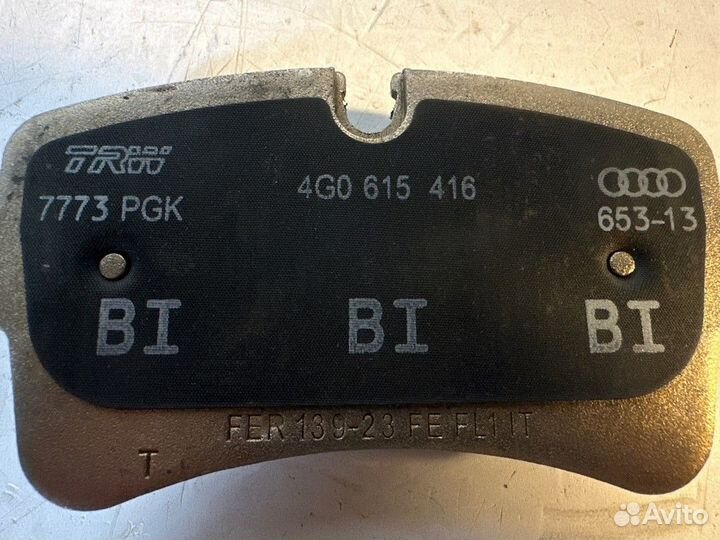 TRW
4G0 615 416
7773 PGK
653-13
BI BI BI
FER 139-23 FE FL1 IT
T
Avito